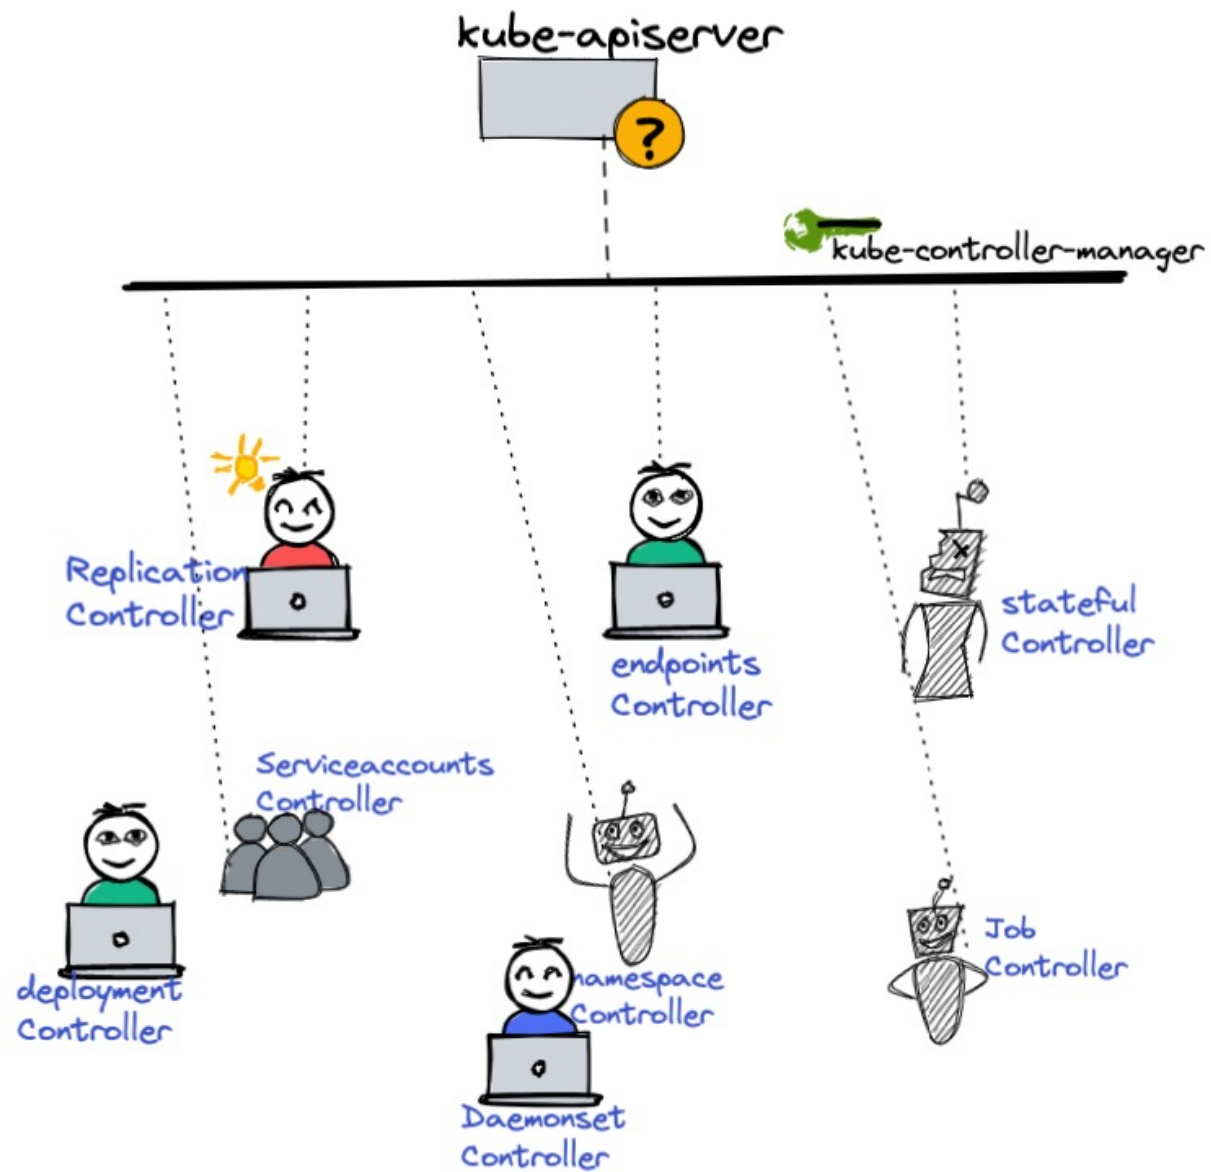 kube-apiserver
?
kube-controller-manager
Replication
Controller
endpoints
Controller
stateful
Controller
Serviceaccounts
Controller
deployment
Controller
namespace
Controller
Job
Controller
Daemonset
Controller